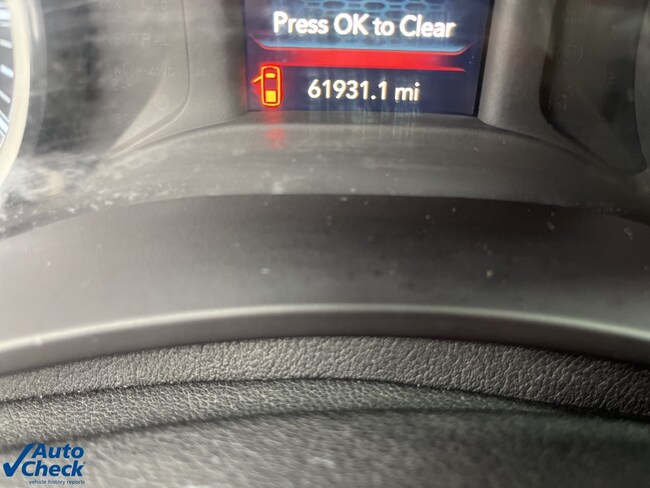 Press OK to Clear
61931.1 mi
Auto
Check
vehicle history reports